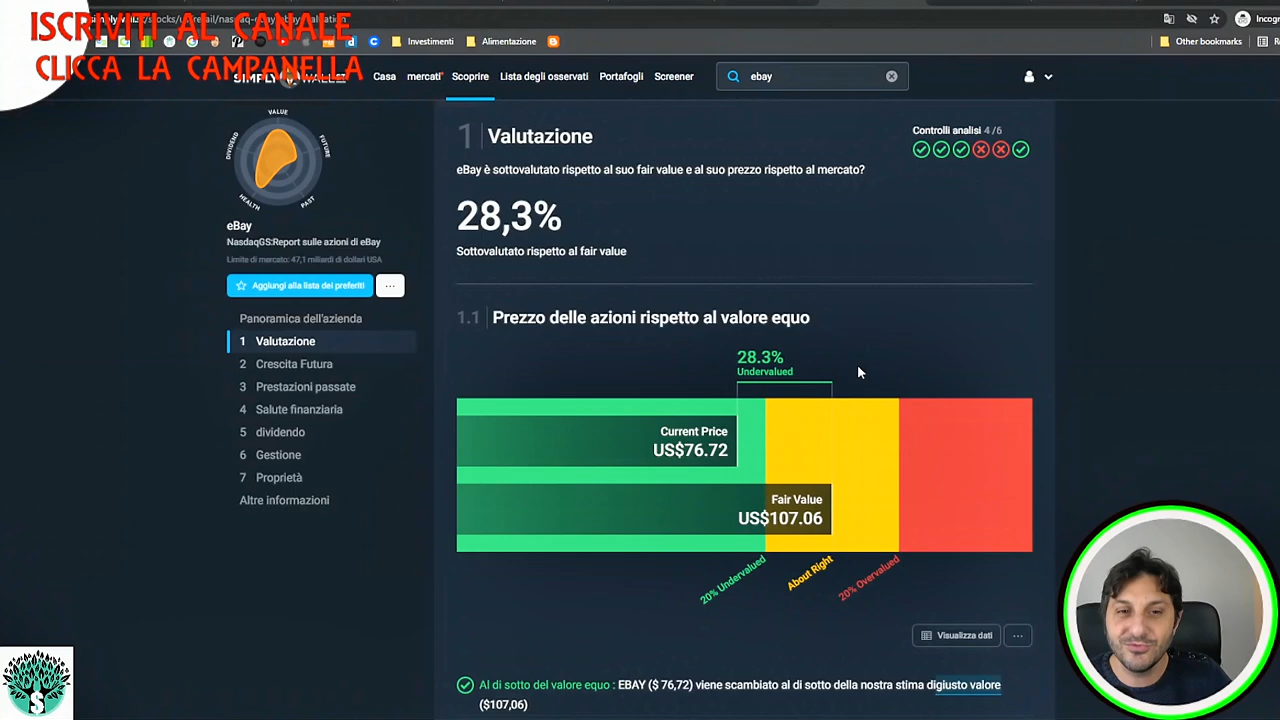 ISCRIVITI AL CANALE
CLICCA LA CAMPANELLA
Investimenti
Alimentazione
Other bookmarks
Casa
mercati
Scoprire
Lista degli osservati
Portafogli
Screener
ebay
VALUE
FUTURE
PAST
HEALTH
DIVIDEND
eBay
NasdaqGS:Report sulle azioni di eBay
Limite di mercato: 47,1 miliardi di dollari USA
Aggiungi alla lista dei preferiti
...
Panoramica dell'azienda
1 Valutazione
2 Crescita Futura
3 Prestazioni passate
4 Salute finanziaria
5 dividendo
6 Gestione
7 Proprietà
Altre informazioni
1 Valutazione
Controlli analisi 4/6
eBay è sottovalutato rispetto al suo fair value e al suo prezzo rispetto al mercato?
28,3%
Sottovalutato rispetto al fair value
1.1 Prezzo delle azioni rispetto al valore equo
28.3%
Undervalued
Current Price
US$76.72
Fair Value
US$107.06
20% Undervalued
About Right
20% Overvalued
Visualizza dati
...
Al di sotto del valore equo : EBAY ($ 76,72) viene scambiato al di sotto della nostra stima digiusto valore
($107,06)
$